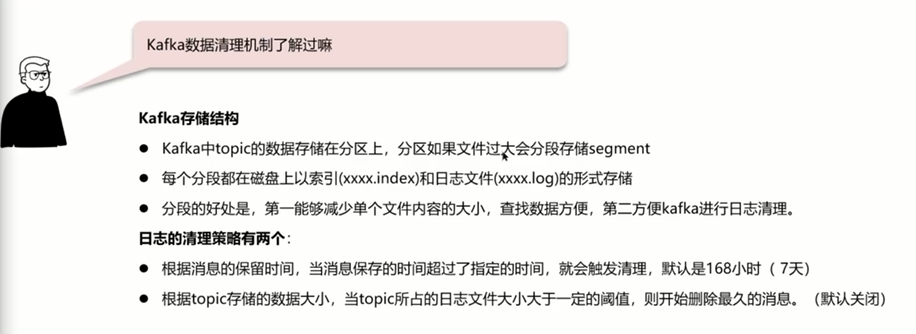 Kafka数据清理机制了解过嘛
Kafka存储结构
● Kafka中topic的数据存储在分区上，分区如果文件过大会分段存储segment
● 每个分段都在磁盘上以索引(xxxx.index)和日志文件(xxxx.log)的形式存储
● 分段的好处是，第一能够减少单个文件内容的大小，查找数据方便，第二方便kafka进行日志清理。
日志的清理策略有两个：
● 根据消息的保留时间，当消息保存的时间超过了指定的时间，就会触发清理，默认是168小时（ 7天）
● 根据topic存储的数据大小，当topic所占的日志文件大小大于一定的阈值，则开始删除最久的消息。（默认关闭）